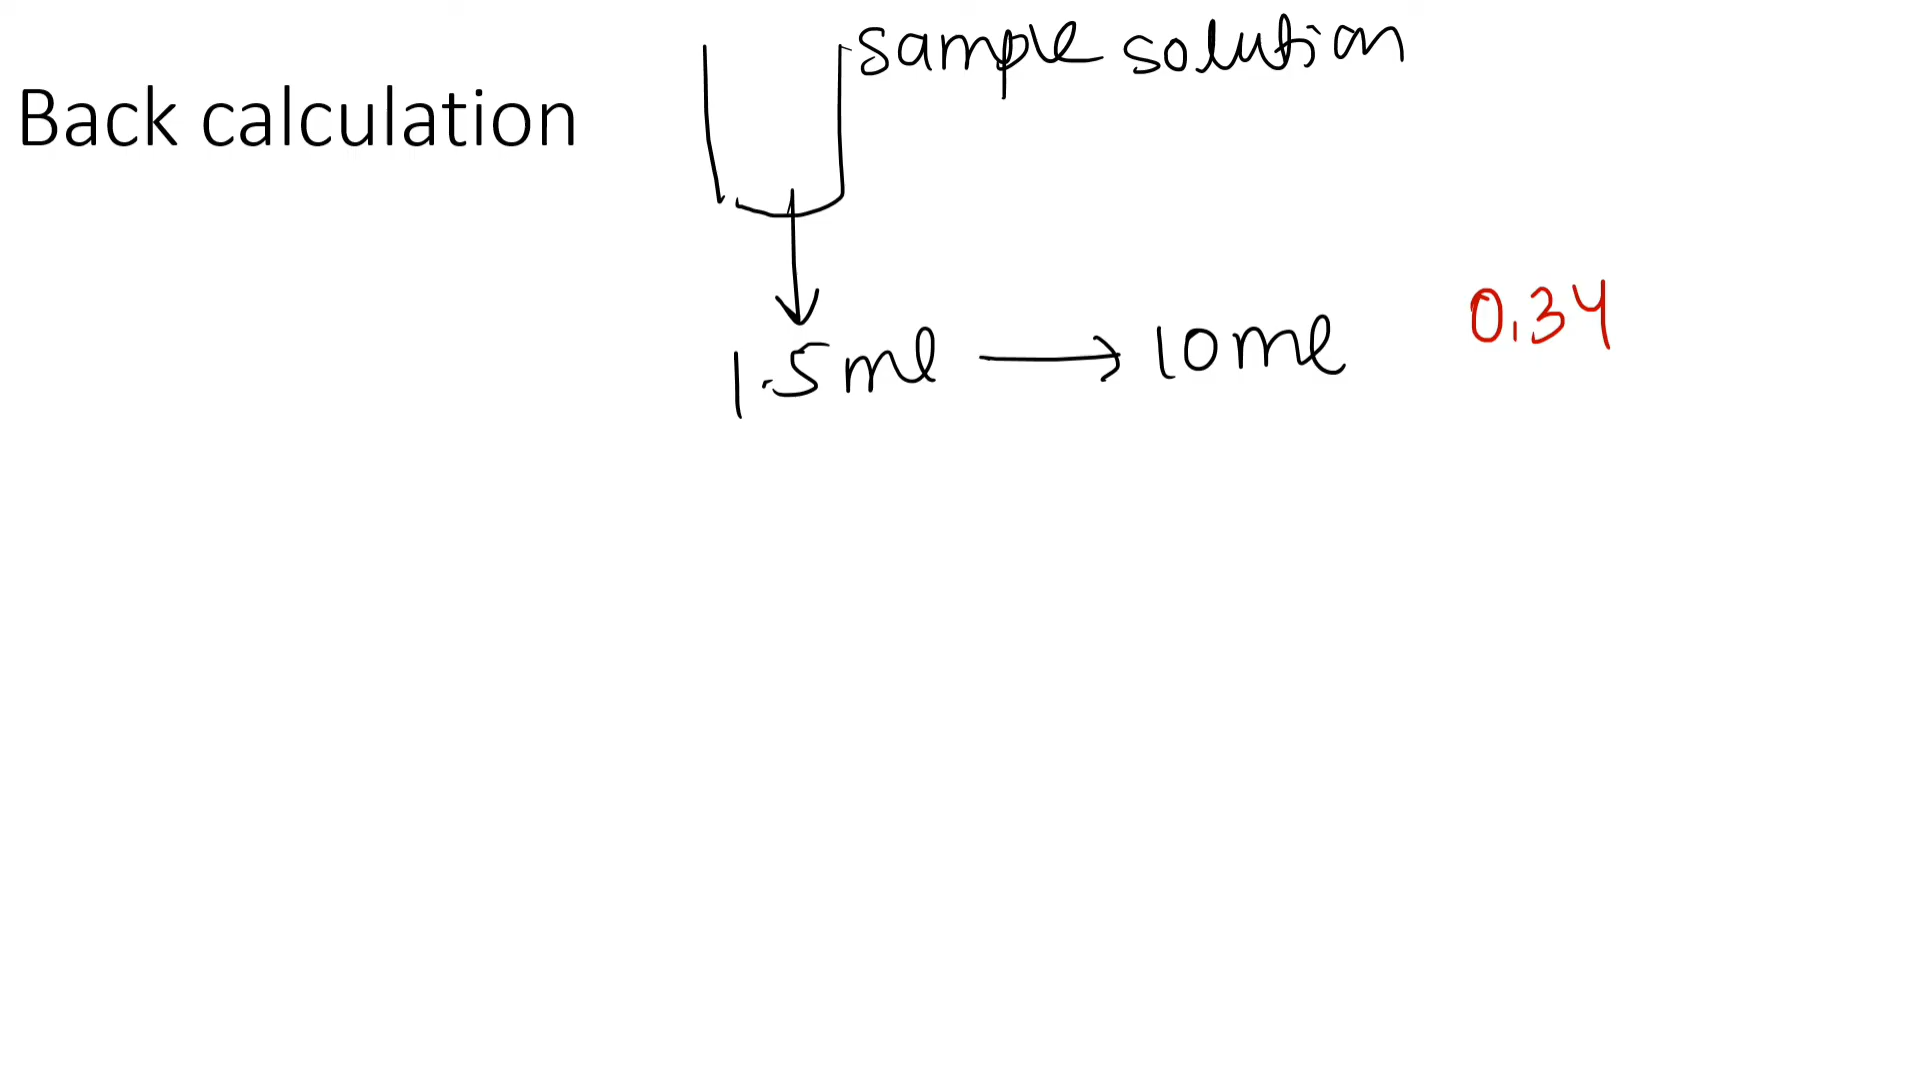 sample solution
Back calculation
1.5ml → 10ml 0.34